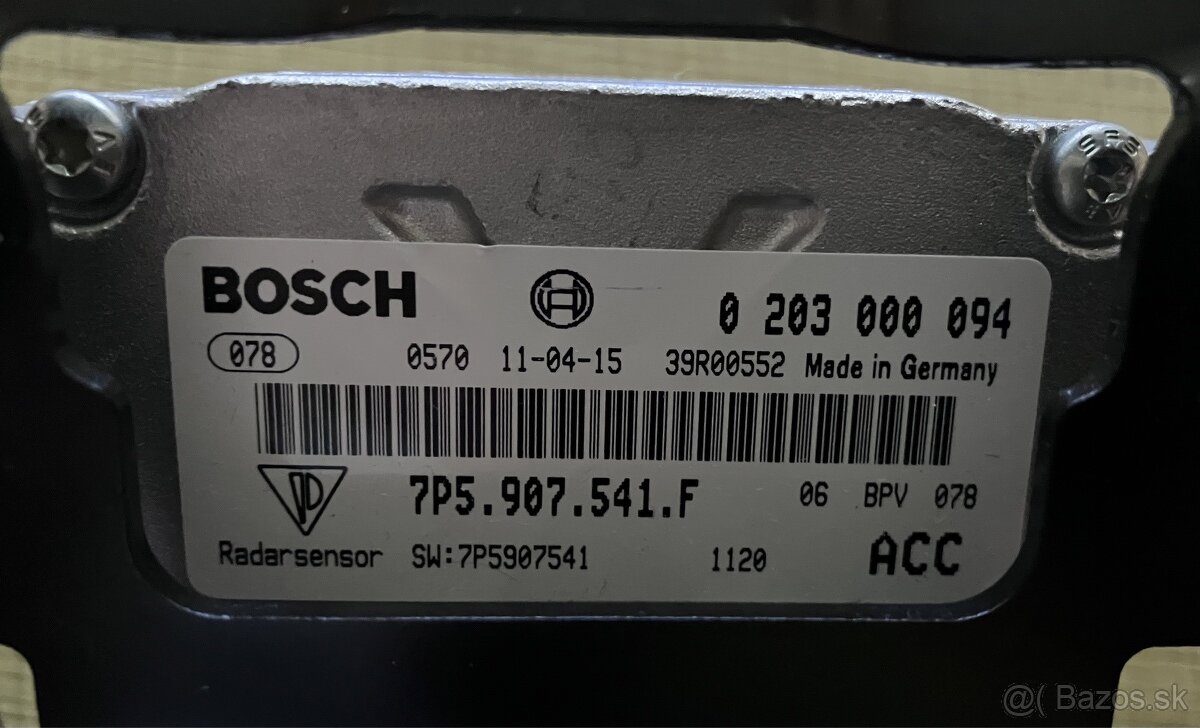 BOSCH 0 203 000 094
078 0570 11-04-15 39R00552 Made in Germany
7P5.907.541.F 06 BPV 078
Radarsensor SW:7P5907541 1120 ACC
@( Bazos.sk